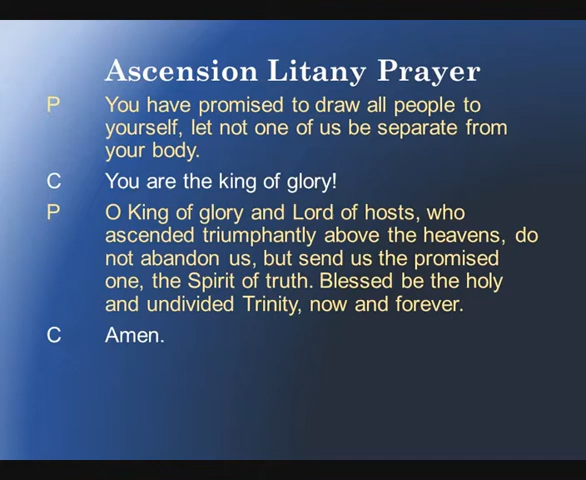 Ascension Litany Prayer
P You have promised to draw all people to
yourself, let not one of us be separate from
your body.
C You are the king of glory!
P O King of glory and Lord of hosts, who
ascended triumphantly above the heavens, do
not abandon us, but send us the promised
one, the Spirit of truth. Blessed be the holy
and undivided Trinity, now and forever.
C Amen.